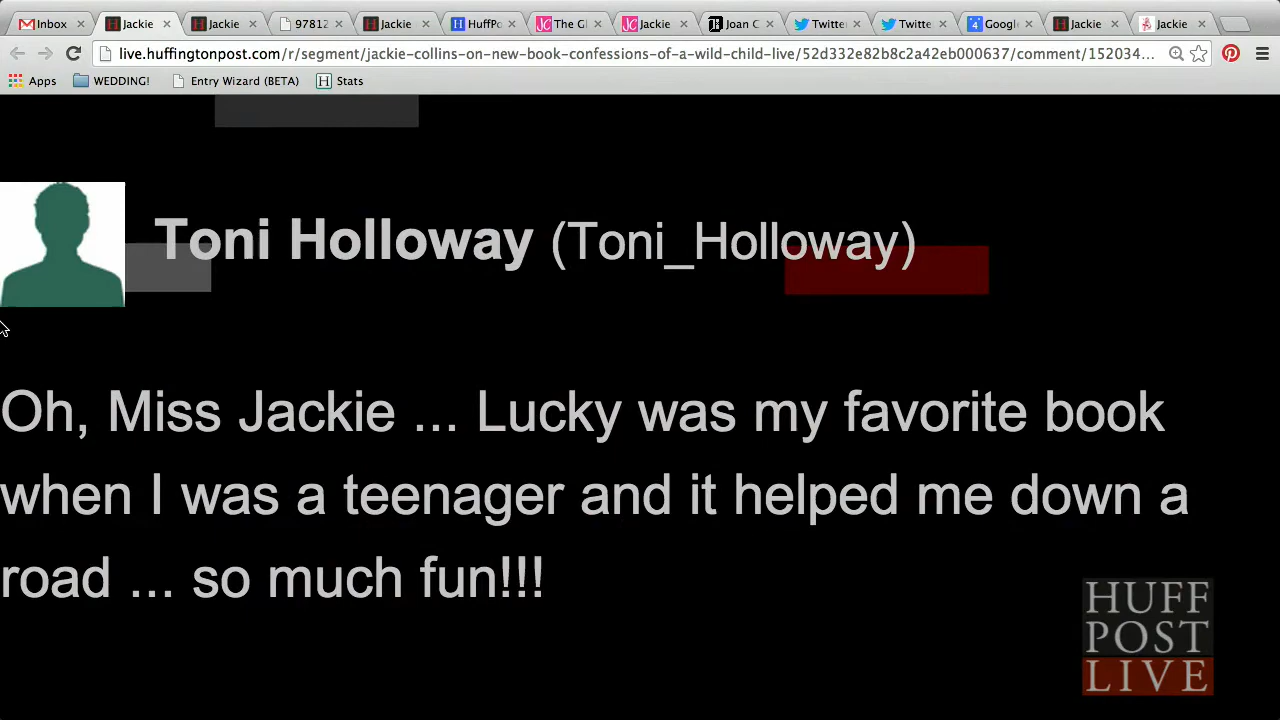 Inbox
Jackie
Jackie
97812
Jackie
HuffPo
The Gl
Jackie
Joan C
Twitte
Twitte
Googl
Jackie
Jackie
live.huffingtonpost.com/r/segment/jackie-collins-on-new-book-confessions-of-a-wild-child-live/52d332e82b8c2a42eb000637/comment/152034...
Apps WEDDING! Entry Wizard (BETA) Stats
Toni Holloway (Toni_Holloway)
Oh, Miss Jackie ... Lucky was my favorite book
when I was a teenager and it helped me down a
road ... so much fun!!!
HUFF
POST
LIVE